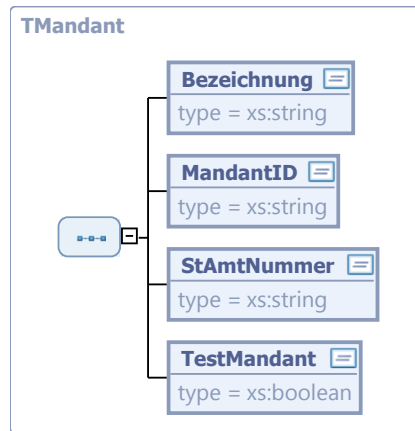 TMandant
Bezeichnung
type = xs:string
MandantID
type = xs:string
StAmtNummer
type = xs:string
TestMandant
type = xs:boolean